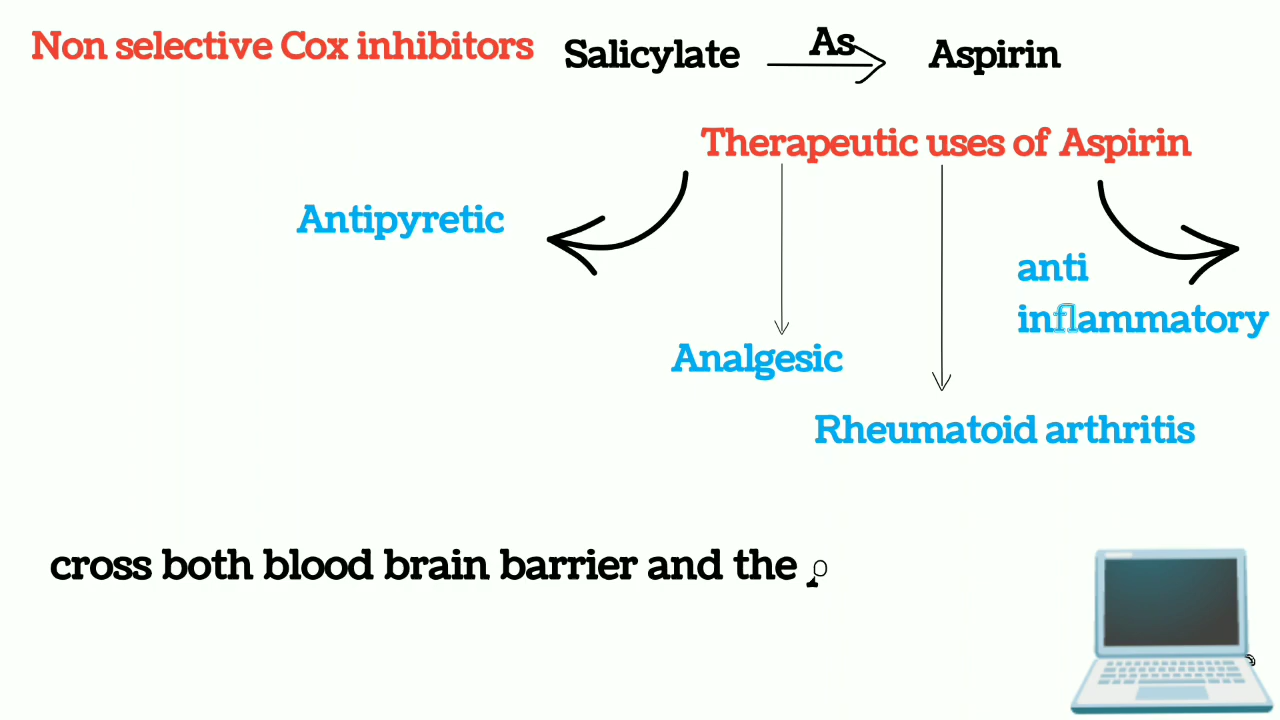 Non selective Cox inhibitors
Salicylate As Aspirin
Therapeutic uses of Aspirin
Antipyretic
anti
inflammatory
Analgesic
Rheumatoid arthritis
cross both blood brain barrier and the p